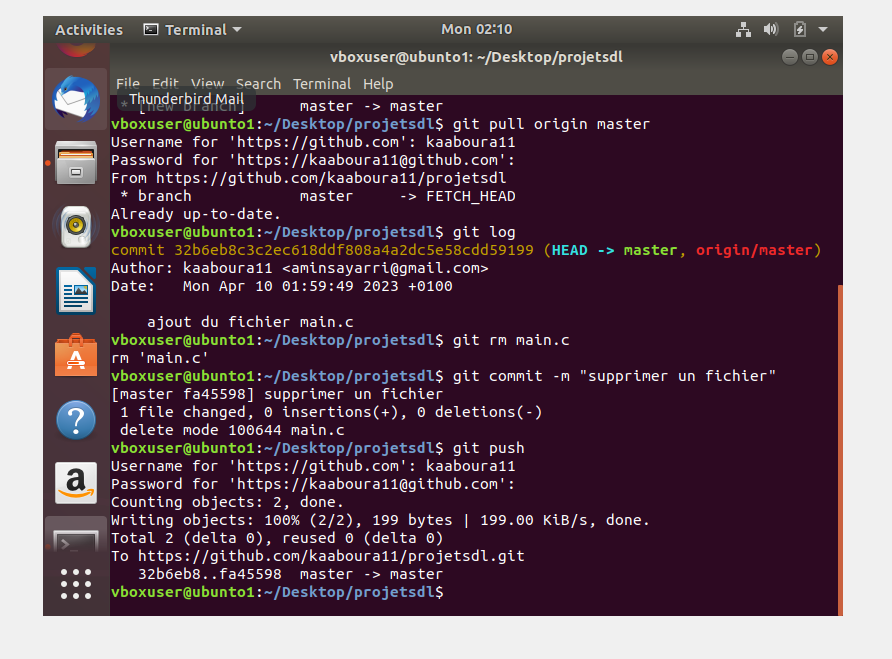 Activities Terminal Mon 02:10
vboxuser@ubunto1: ~/Desktop/projetsdl
File Edit View Search Terminal Help
Thunderbird Mail
* [new branch] master -> master
vboxuser@ubunto1:~/Desktop/projetsdl$ git pull origin master
Username for 'https://github.com': kaaboura11
Password for 'https://kaaboura11@github.com':
From https://github.com/kaaboura11/projetsdl
* branch master -> FETCH_HEAD
Already up-to-date.
vboxuser@ubunto1:~/Desktop/projetsdl$ git log
commit 32b6eb8c3c2ec618ddf808a4a2dc5e58cdd59199 (HEAD -> master, origin/master)
Author: kaaboura11 <aminsayarri@gmail.com>
Date: Mon Apr 10 01:59:49 2023 +0100
ajout du fichier main.c
vboxuser@ubunto1:~/Desktop/projetsdl$ git rm main.c
rm 'main.c'
vboxuser@ubunto1:~/Desktop/projetsdl$ git commit -m "supprimer un fichier"
[master fa45598] supprimer un fichier
1 file changed, 0 insertions(+), 0 deletions(-)
delete mode 100644 main.c
vboxuser@ubunto1:~/Desktop/projetsdl$ git push
Username for 'https://github.com': kaaboura11
Password for 'https://kaaboura11@github.com':
Counting objects: 2, done.
Writing objects: 100% (2/2), 199 bytes | 199.00 KiB/s, done.
Total 2 (delta 0), reused 0 (delta 0)
To https://github.com/kaaboura11/projetsdl.git
32b6eb8..fa45598 master -> master
vboxuser@ubunto1:~/Desktop/projetsdl$